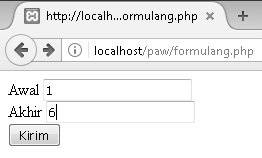 http://localh...ormulang.php
localhost/paw/formulang.php
Awal 1
Akhir 6
Kirim